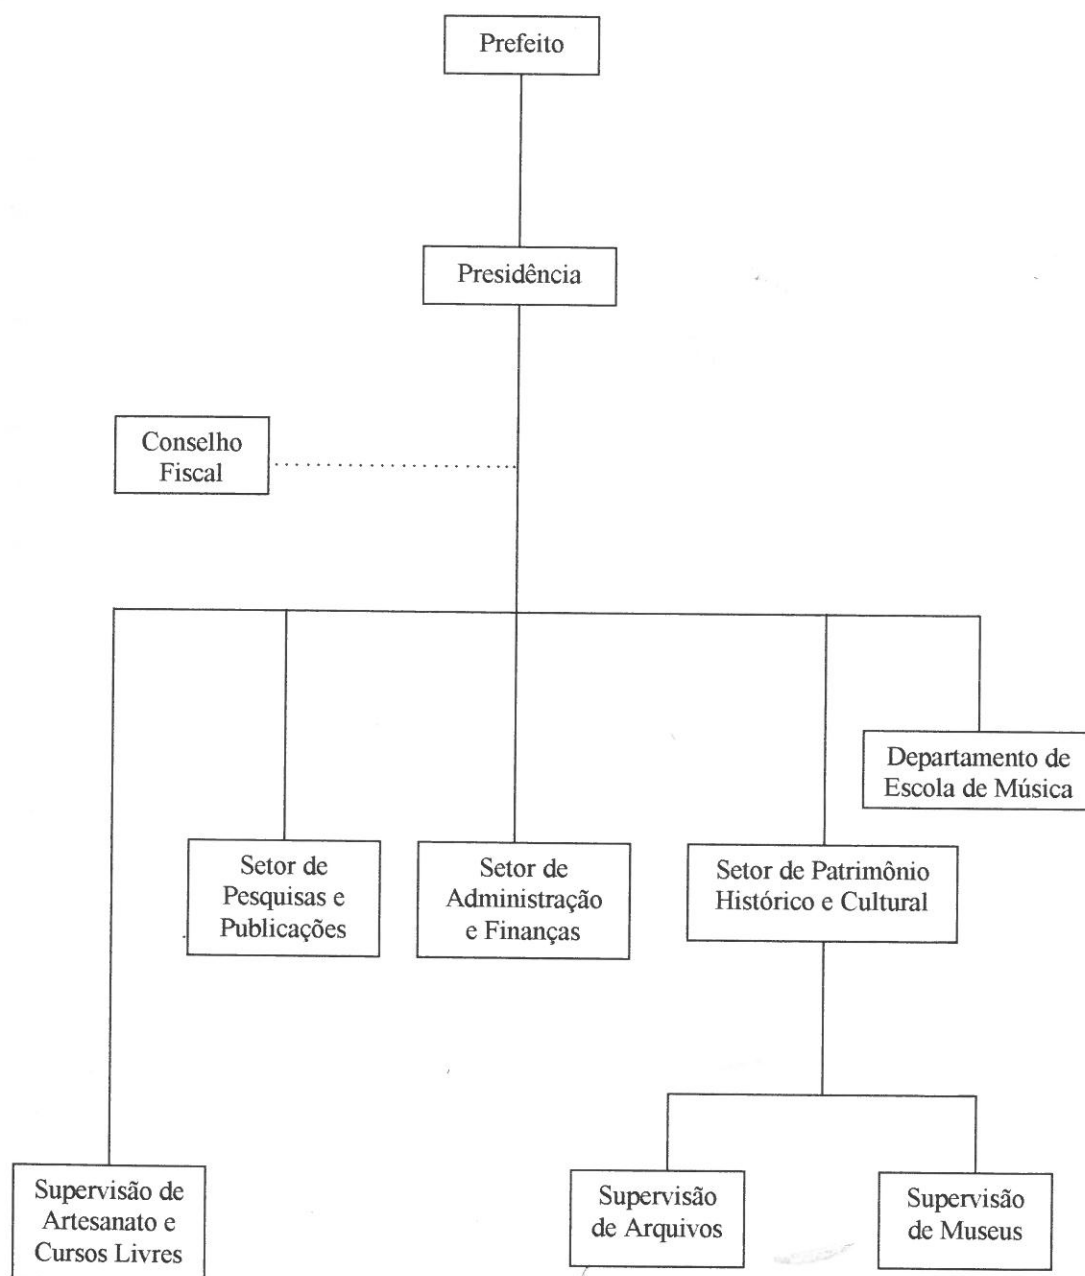 Prefeito
Presidência
Conselho
Fiscal
Departamento de
Escola de Música
Setor de
Pesquisas e
Publicações
Setor de
Administração
e Finanças
Setor de Patrimônio
Histórico e Cultural
Supervisão de
Artesanato e
Cursos Livres
Supervisão
de Arquivos
Supervisão
de Museus